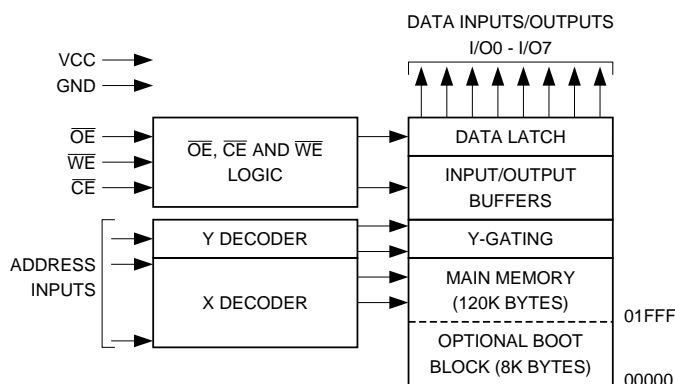 DATA INPUTS/OUTPUTS
I/O0 - I/O7
VCC
GND
OE
WE
CE
OE, CE AND WE
LOGIC
DATA LATCH
INPUT/OUTPUT
BUFFERS
ADDRESS
INPUTS
Y DECODER
Y-GATING
X DECODER
MAIN MEMORY
(120K BYTES)
01FFF
OPTIONAL BOOT
BLOCK (8K BYTES)
00000